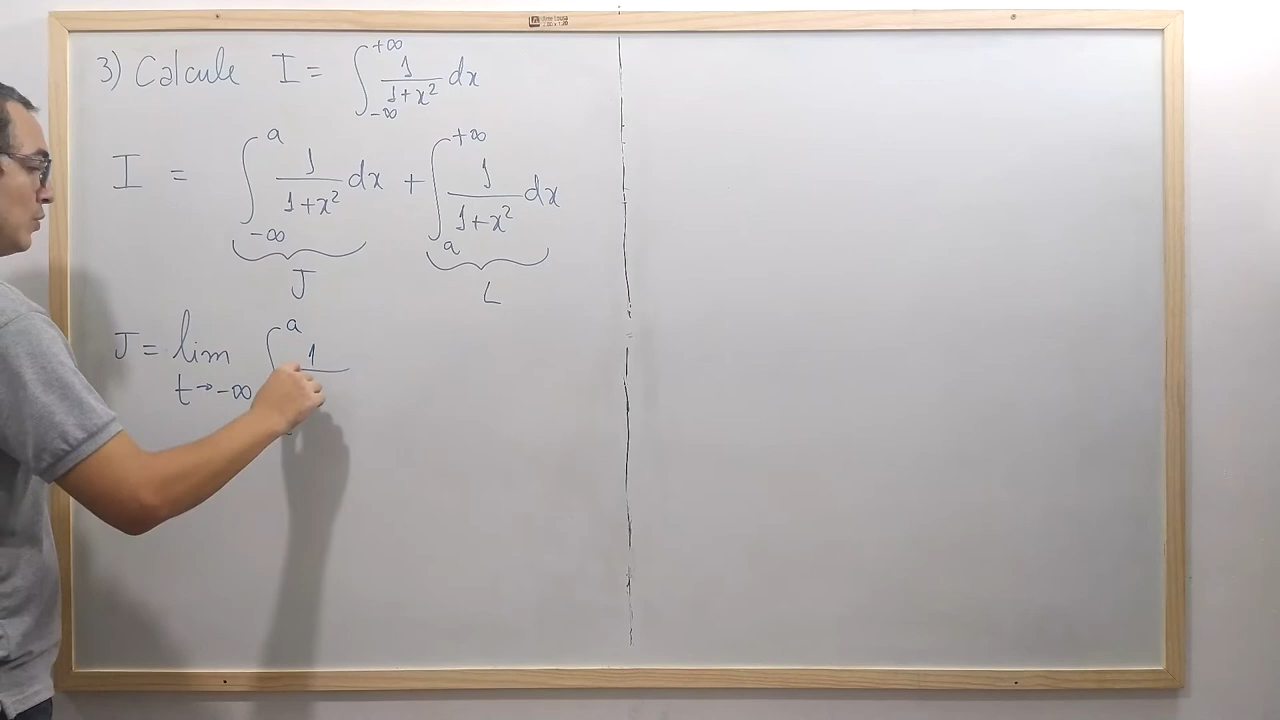 3) Calcule I = ∫_{-∞}^{+∞} 1/(1+x²) dx
I = ∫_{-∞}^{a} 1/(1+x²) dx + ∫_{a}^{+∞} 1/(1+x²) dx
J L
J = lim_{t→-∞} ∫^{a} 1